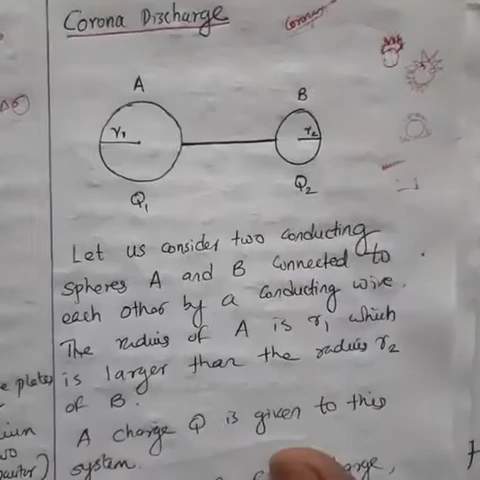 Corona Discharge
A
B
r1
r2
Q1
Q2
Let us consider two conducting
spheres A and B connected to
each other by a conducting wire.
The radius of A is r1 which
is larger than the radius r2
of B.
A charge Q is given to this
system.